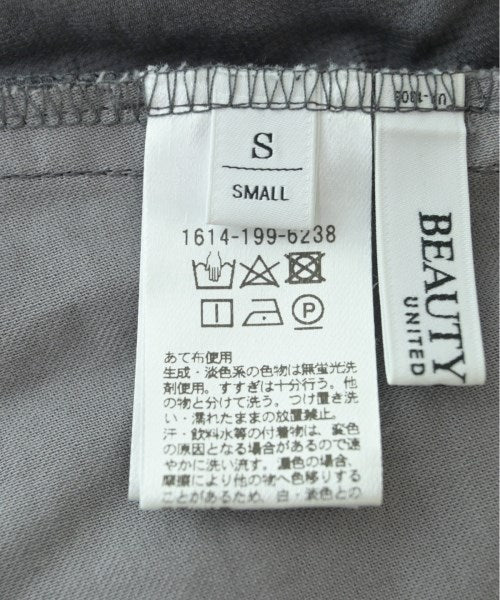 S
SMALL
1614-199-6238
P
あて布使用
生成・淡色系の色物は無蛍光洗
剤使用。すすぎは十分行う。他
の物と分けて洗う。つけ置き洗
い・濡れたままの放置禁止。
汗・飲料水等の付着物は、変色
の原因となる場合があるので速
やかに洗い流す。濃色の場合、
摩擦により他の物へ色移りする
ことがあるため、白・淡色との
BEAUTY
UNITED